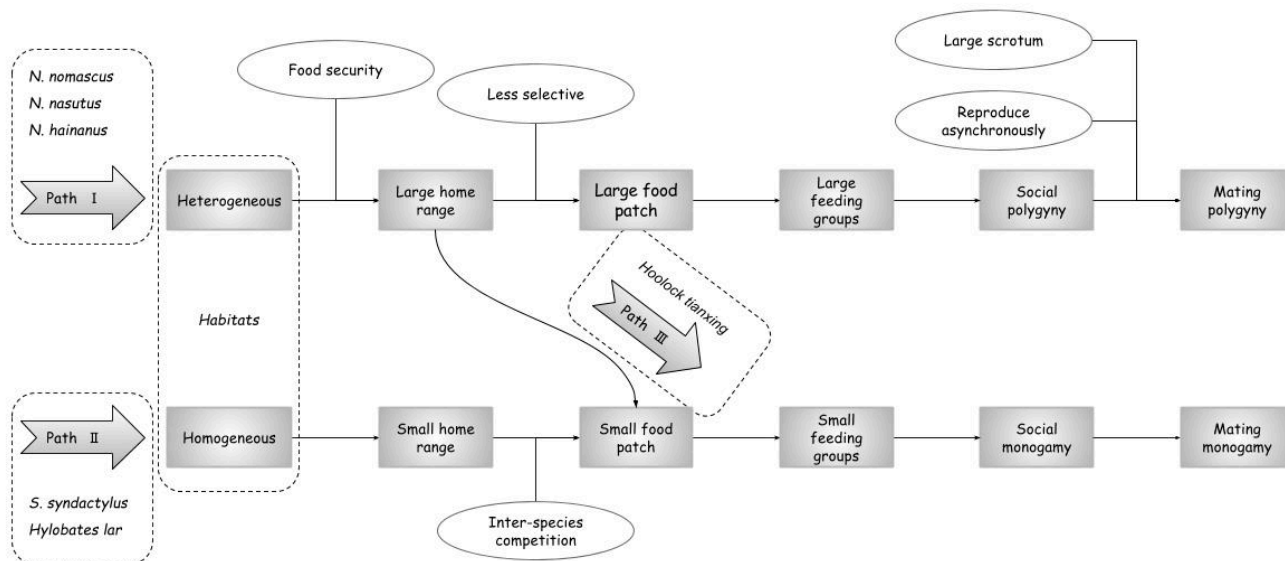 N. nomascus
N. nasutus
N. hainanus
Path I
Food security
Less selective
Large scrotum
Reproduce
asynchronously
Heterogeneous
Large home
range
Large food
patch
Large
feeding
groups
Social
polygyny
Mating
polygyny
Habitats
Hoolock tianxing
Path III
Path II
S. syndactylus
Hylobates lar
Homogeneous
Small home
range
Small food
patch
Small
feeding
groups
Social
monogamy
Mating
monogamy
Inter-species
competition